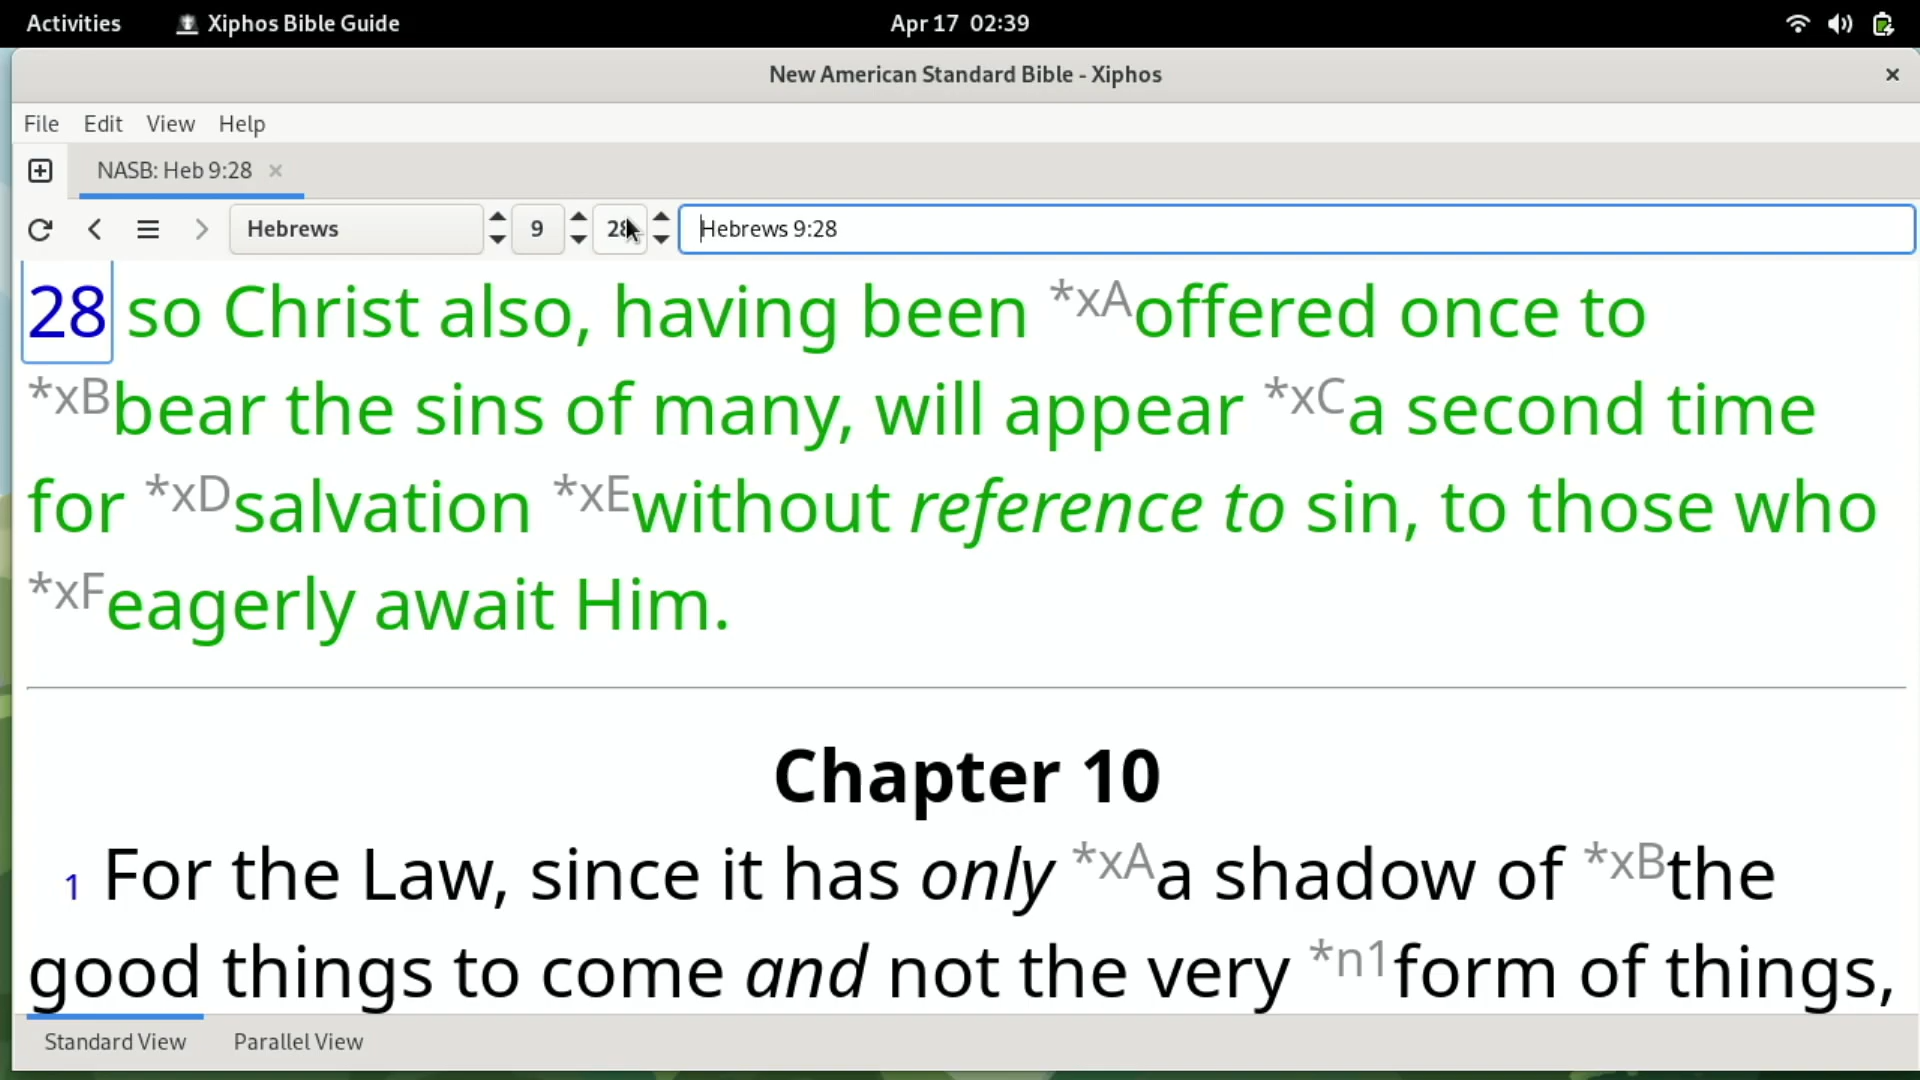 Activities Xiphos Bible Guide Apr 17 02:39
New American Standard Bible - Xiphos
File Edit View Help
NASB: Heb 9:28
Hebrews 9 28 Hebrews 9:28
28 so Christ also, having been *xAoffered once to
*xBbear the sins of many, will appear *xCa second time
for *xDsalvation *xEwithout reference to sin, to those who
*xFeagerly await Him.
Chapter 10
1 For the Law, since it has only *xAa shadow of *xBthe
good things to come and not the very *n1form of things,
Standard View Parallel View